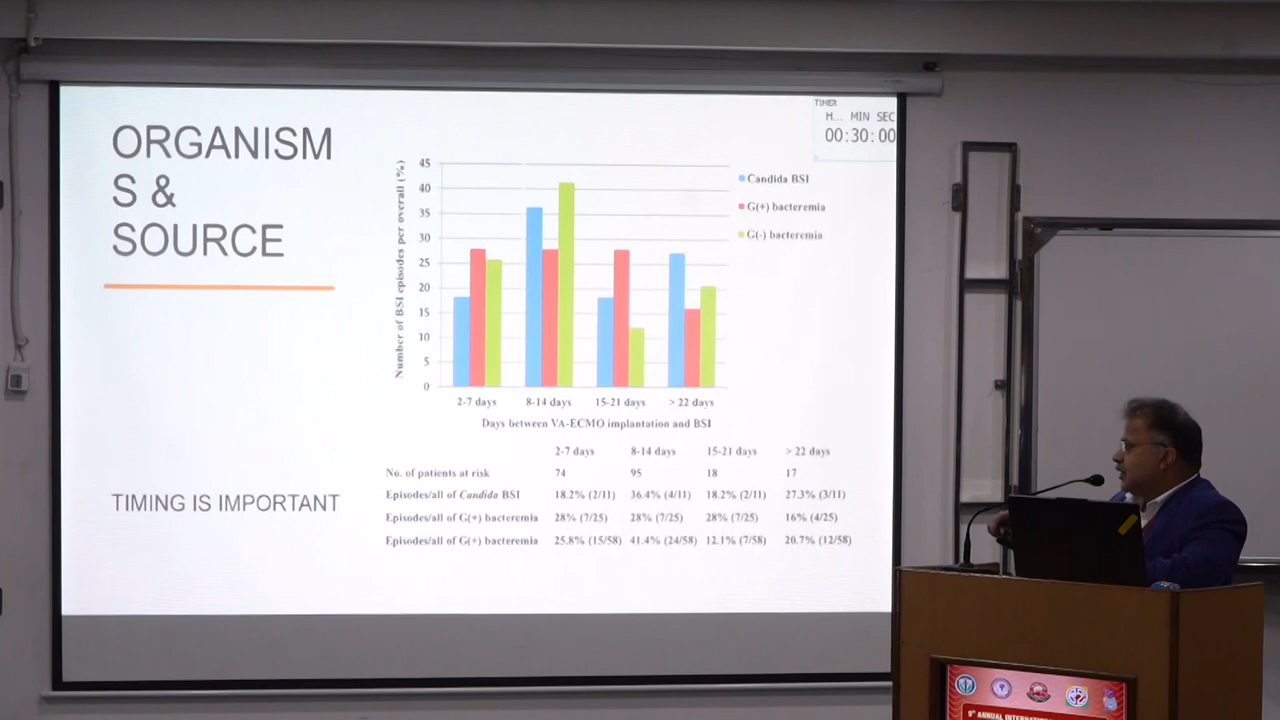 ORGANISM
S &
SOURCE
TIMING IS IMPORTANT
TIMER
H... MIN SEC
00:30:00
Number of BSI episodes per overall (%)
45
40
35
30
25
20
15
10
5
0
2-7 days 8-14 days 15-21 days > 22 days
Days between VA-ECMO implantation and BSI
Candida BSI
G(+) bacteremia
G(-) bacteremia
2-7 days 8-14 days 15-21 days > 22 days
No. of patients at risk 74 95 18 17
Episodes/all of Candida BSI 18.2% (2/11) 36.4% (4/11) 18.2% (2/11) 27.3% (3/11)
Episodes/all of G(+) bacteremia 28% (7/25) 28% (7/25) 28% (7/25) 16% (4/25)
Episodes/all of G(+) bacteremia 25.8% (15/58) 41.4% (24/58) 12.1% (7/58) 20.7% (12/58)
9th ANNUAL